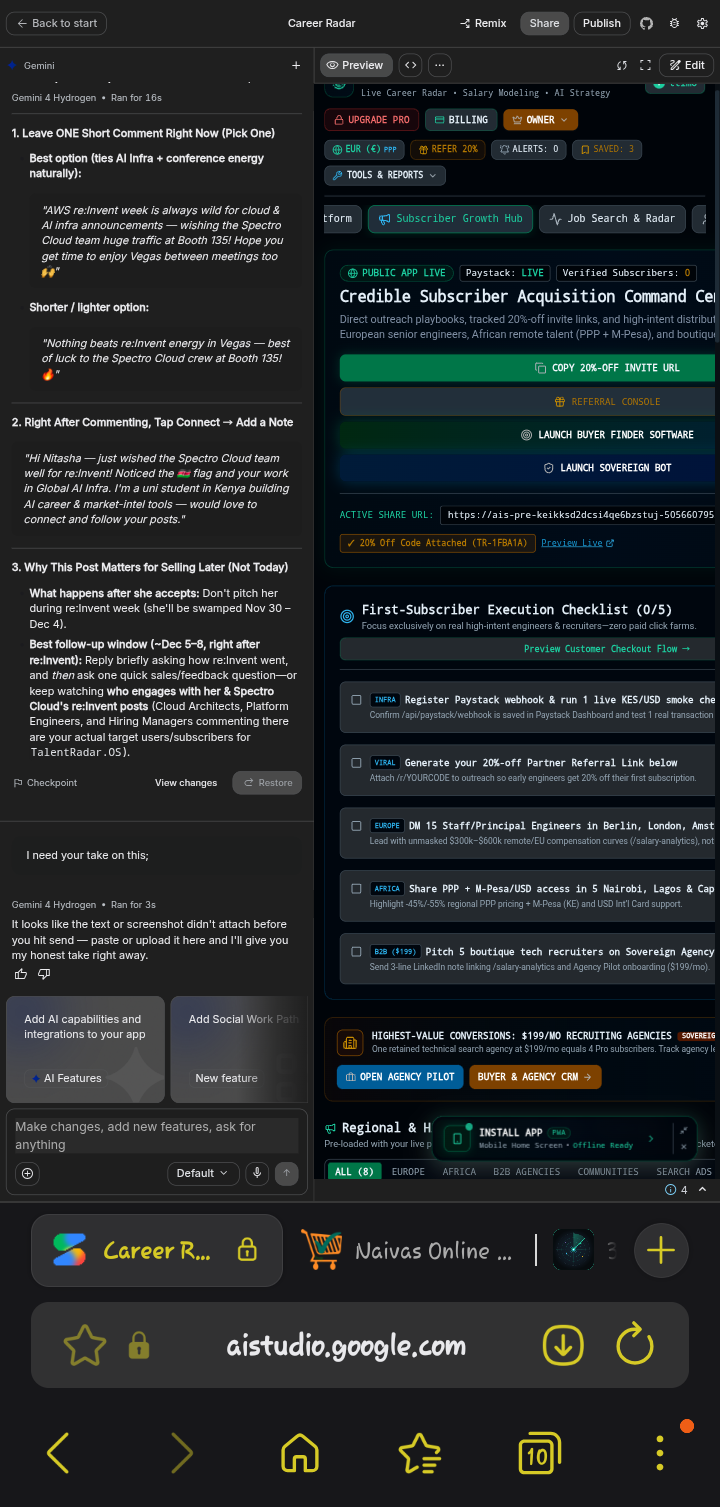 Back to start
Career Radar
Remix
Share
Publish
Gemini
Preview
Edit
Gemini 4 Hydrogen • Ran for 16s
1. Leave ONE Short Comment Right Now (Pick One)
Best option (ties AI Infra + conference energy
naturally):
"AWS re:Invent week is always wild for cloud &
AI infra announcements — wishing the Spectro
Cloud team huge traffic at Booth 135! Hope you
get time to enjoy Vegas between meetings too
🙌"
Shorter / lighter option:
"Nothing beats re:Invent energy in Vegas — best
of luck to the Spectro Cloud crew at Booth 135!
🔥"
2. Right After Commenting, Tap Connect → Add a Note
"Hi Nitasha — just wished the Spectro Cloud team
well for re:Invent! Noticed the 🇰🇪 flag and your work
in Global AI Infra. I'm a uni student in Kenya building
AI career & market-intel tools — would love to
connect and follow your posts."
3. Why This Post Matters for Selling Later (Not Today)
What happens after she accepts: Don't pitch her
during re:Invent week (she'll be swamped Nov 30 –
Dec 4).
Best follow-up window (~Dec 5–8, right after
re:Invent): Reply briefly asking how re:Invent went,
and then ask one quick sales/feedback question—or
keep watching who engages with her & Spectro
Cloud's re:Invent posts (Cloud Architects, Platform
Engineers, and Hiring Managers commenting there
are your actual target users/subscribers for
TalentRadar.OS).
Checkpoint
View changes
Restore
I need your take on this;
Gemini 4 Hydrogen • Ran for 3s
It looks like the text or screenshot didn't attach before
you hit send — paste or upload it here and I'll give you
my honest take right away.
Add AI capabilities and
integrations to your app
AI Features
Add Social Work Path
New feature
Make changes, add new features, ask for
anything
Default
Live Career Radar • Salary Modeling • AI Strategy
UPGRADE PRO
BILLING
OWNER
EUR (€) PPP
REFER 20%
ALERTS: 0
SAVED: 3
TOOLS & REPORTS
tform
Subscriber Growth Hub
Job Search & Radar
PUBLIC APP LIVE
Paystack: LIVE
Verified Subscribers: 0
Credible Subscriber Acquisition Command Cen
Direct outreach playbooks, tracked 20%-off invite links, and high-intent distribut
European senior engineers, African remote talent (PPP + M-Pesa), and boutique
COPY 20%-OFF INVITE URL
REFERRAL CONSOLE
LAUNCH BUYER FINDER SOFTWARE
LAUNCH SOVEREIGN BOT
ACTIVE SHARE URL:
https://ais-pre-keikksd2dcsi4qe6bzstuj-505660795
✓ 20% Off Code Attached (TR-1FBA1A)
Preview Live
First-Subscriber Execution Checklist (0/5)
Focus exclusively on real high-intent engineers & recruiters—zero paid click farms.
Preview Customer Checkout Flow →
INFRA
Register Paystack webhook & run 1 live KES/USD smoke che
Confirm /api/paystack/webhook is saved in Paystack Dashboard and test 1 real transaction
VIRAL
Generate your 20%-off Partner Referral Link below
Attach /r/YOURCODE to outreach so early engineers get 20% off their first subscription.
EUROPE
DM 15 Staff/Principal Engineers in Berlin, London, Amst
Lead with unmasked $300k–$600k remote/EU compensation curves (/salary-analytics), not
AFRICA
Share PPP + M-Pesa/USD access in 5 Nairobi, Lagos & Cap
Highlight -45%/-55% regional PPP pricing + M-Pesa (KE) and USD Int'l Card support.
B2B ($199)
Pitch 5 boutique tech recruiters on Sovereign Agency
Send 3-line LinkedIn note linking /salary-analytics and Agency Pilot onboarding ($199/mo).
HIGHEST-VALUE CONVERSIONS: $199/MO RECRUITING AGENCIES
SOVEREIG
One retained technical search agency at $199/mo equals 4 Pro subscribers. Track agency le
OPEN AGENCY PILOT
BUYER & AGENCY CRM →
Regional & H
Pre-loaded with your live p
INSTALL APP
PWA
Mobile Home Screen • Offline Ready
ALL (8)
EUROPE
AFRICA
B2B AGENCIES
COMMUNITIES
SEARCH ADS
4
Career R...
Naivas Online ...
aistudio.google.com
10